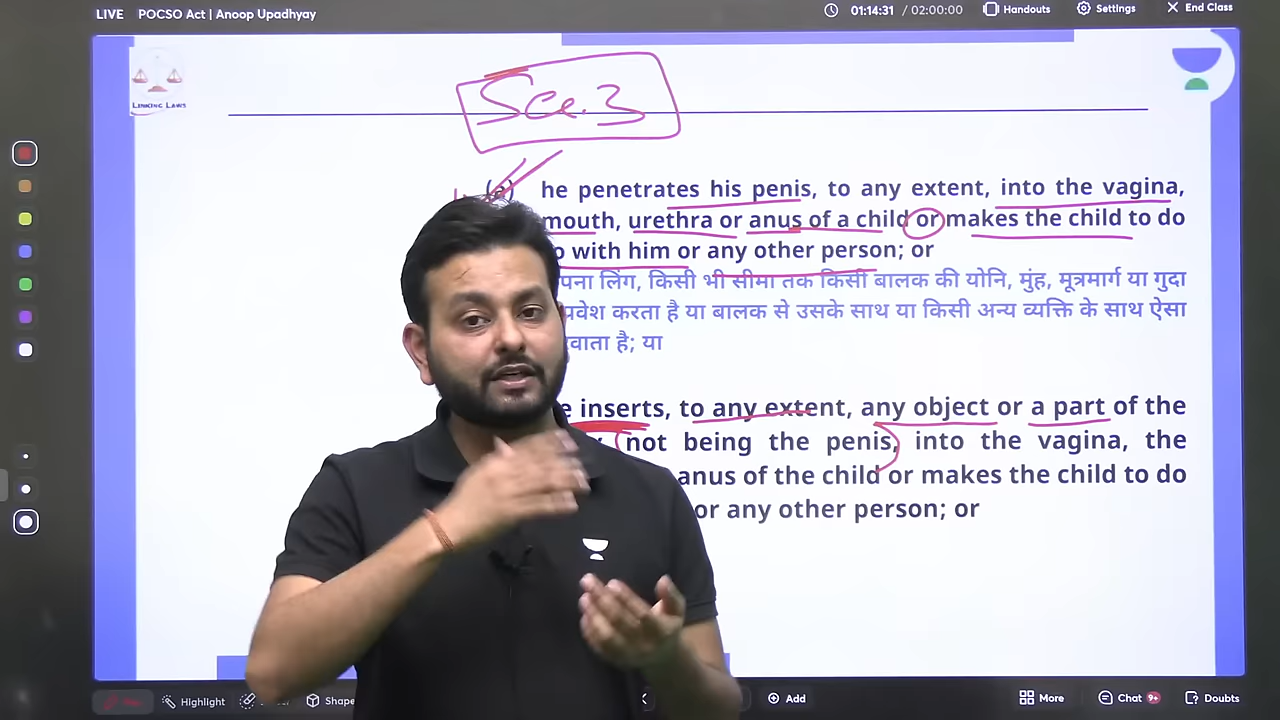 LIVE POCSO Act | Anoop Upadhyay 01:14:31 / 02:00:00 Handouts Settings End Class
LINKING LAWS
Sec. 3
(a) he penetrates his penis, to any extent, into the vagina,
mouth, urethra or anus of a child or makes the child to do
with him or any other person; or
लिंग, किसी भी सीमा तक किसी बालक की योनि, मुंह, मूत्रमार्ग या गुदा
करता है या बालक से उसके साथ या किसी अन्य व्यक्ति के साथ ऐसा
है; या
inserts, to any extent, any object or a part of the
not being the penis, into the vagina, the
anus of the child or makes the child to do
or any other person; or
Highlight Shape Add More Chat 9+ Doubts